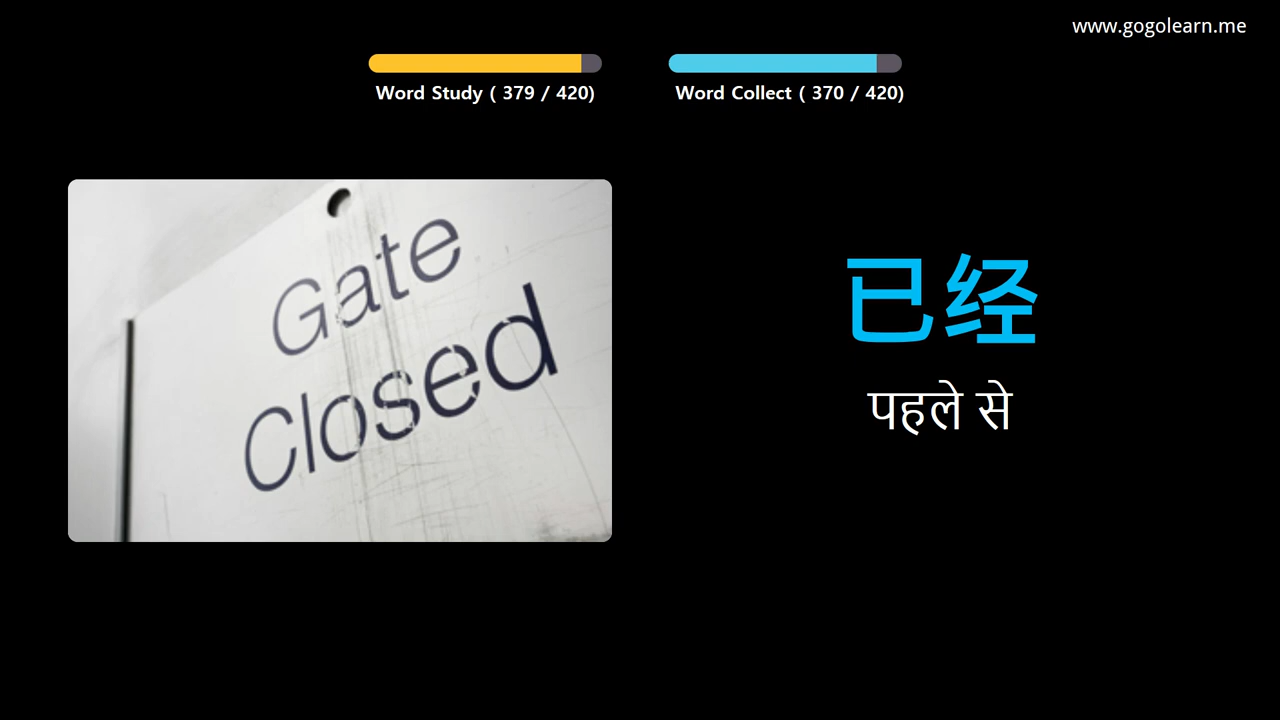 www.gogolearn.me
Word Study ( 379 / 420)
Word Collect ( 370 / 420)
Gate
Closed
已经
पहले से